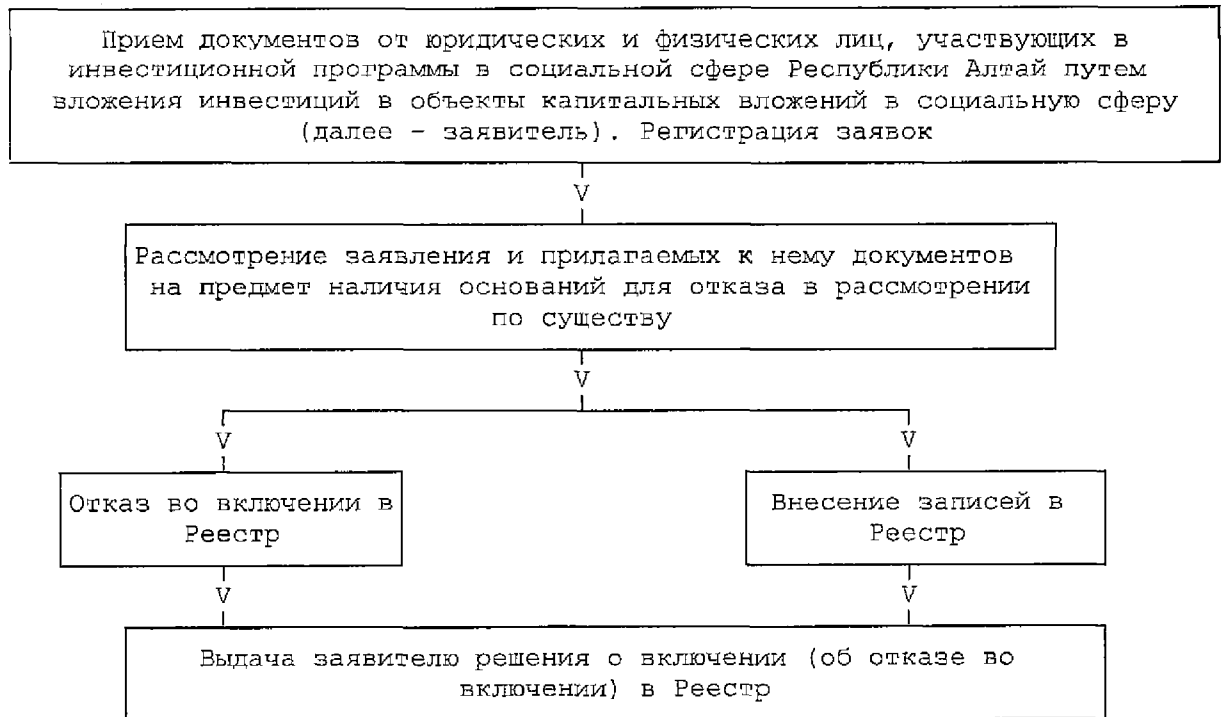 Прием документов от юридических и физических лиц, участвующих в
инвестиционной программы в социальной сфере Республики Алтай путем
вложения инвестиций в объекты капитальных вложений в социальную сферу
(далее - заявитель). Регистрация заявок
V
Рассмотрение заявления и прилагаемых к нему документов
на предмет наличия оснований для отказа в рассмотрении
по существу
V
V
V
Отказ во включении в
Реестр
Внесение записей в
Реестр
V
V
Выдача заявителю решения о включении (об отказе во
включении) в Реестр